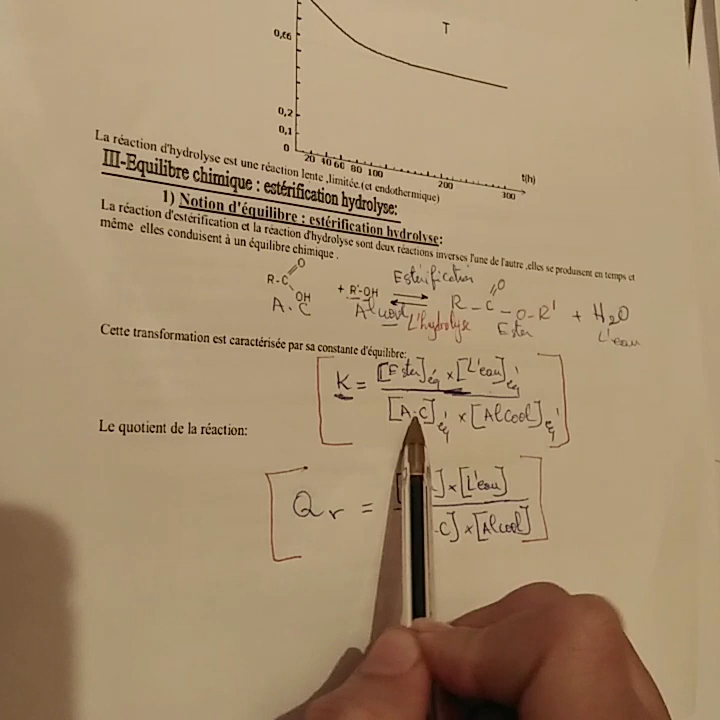 T
0,66
0,2
0,1
0
20 40 60 80 100 200 300 t(h)
La réaction d'hydrolyse est une réaction lente ,limitée.(et endothermique)
III-Equilibre chimique : estérification hydrolyse:
1) Notion d'équilibre : estérification hydrolyse:
La réaction d'estérification et la réaction d'hydrolyse sont deux réactions inverses l'une de l'autre ,elles se produisent en temps et
même elles conduisent à un équilibre chimique .
R-C O OH + R'-OH Estérification L'hydrolyse R-C O O-R' + H2O
A.C Alcool Ester L'eau
Cette transformation est caractérisée par sa constante d'équilibre:
K = [Ester]éq × [L'eau]éq
[A.C]éq × [Alcool]éq
Le quotient de la réaction:
Qr = ] × [L'eau]
C] × [Alcool]